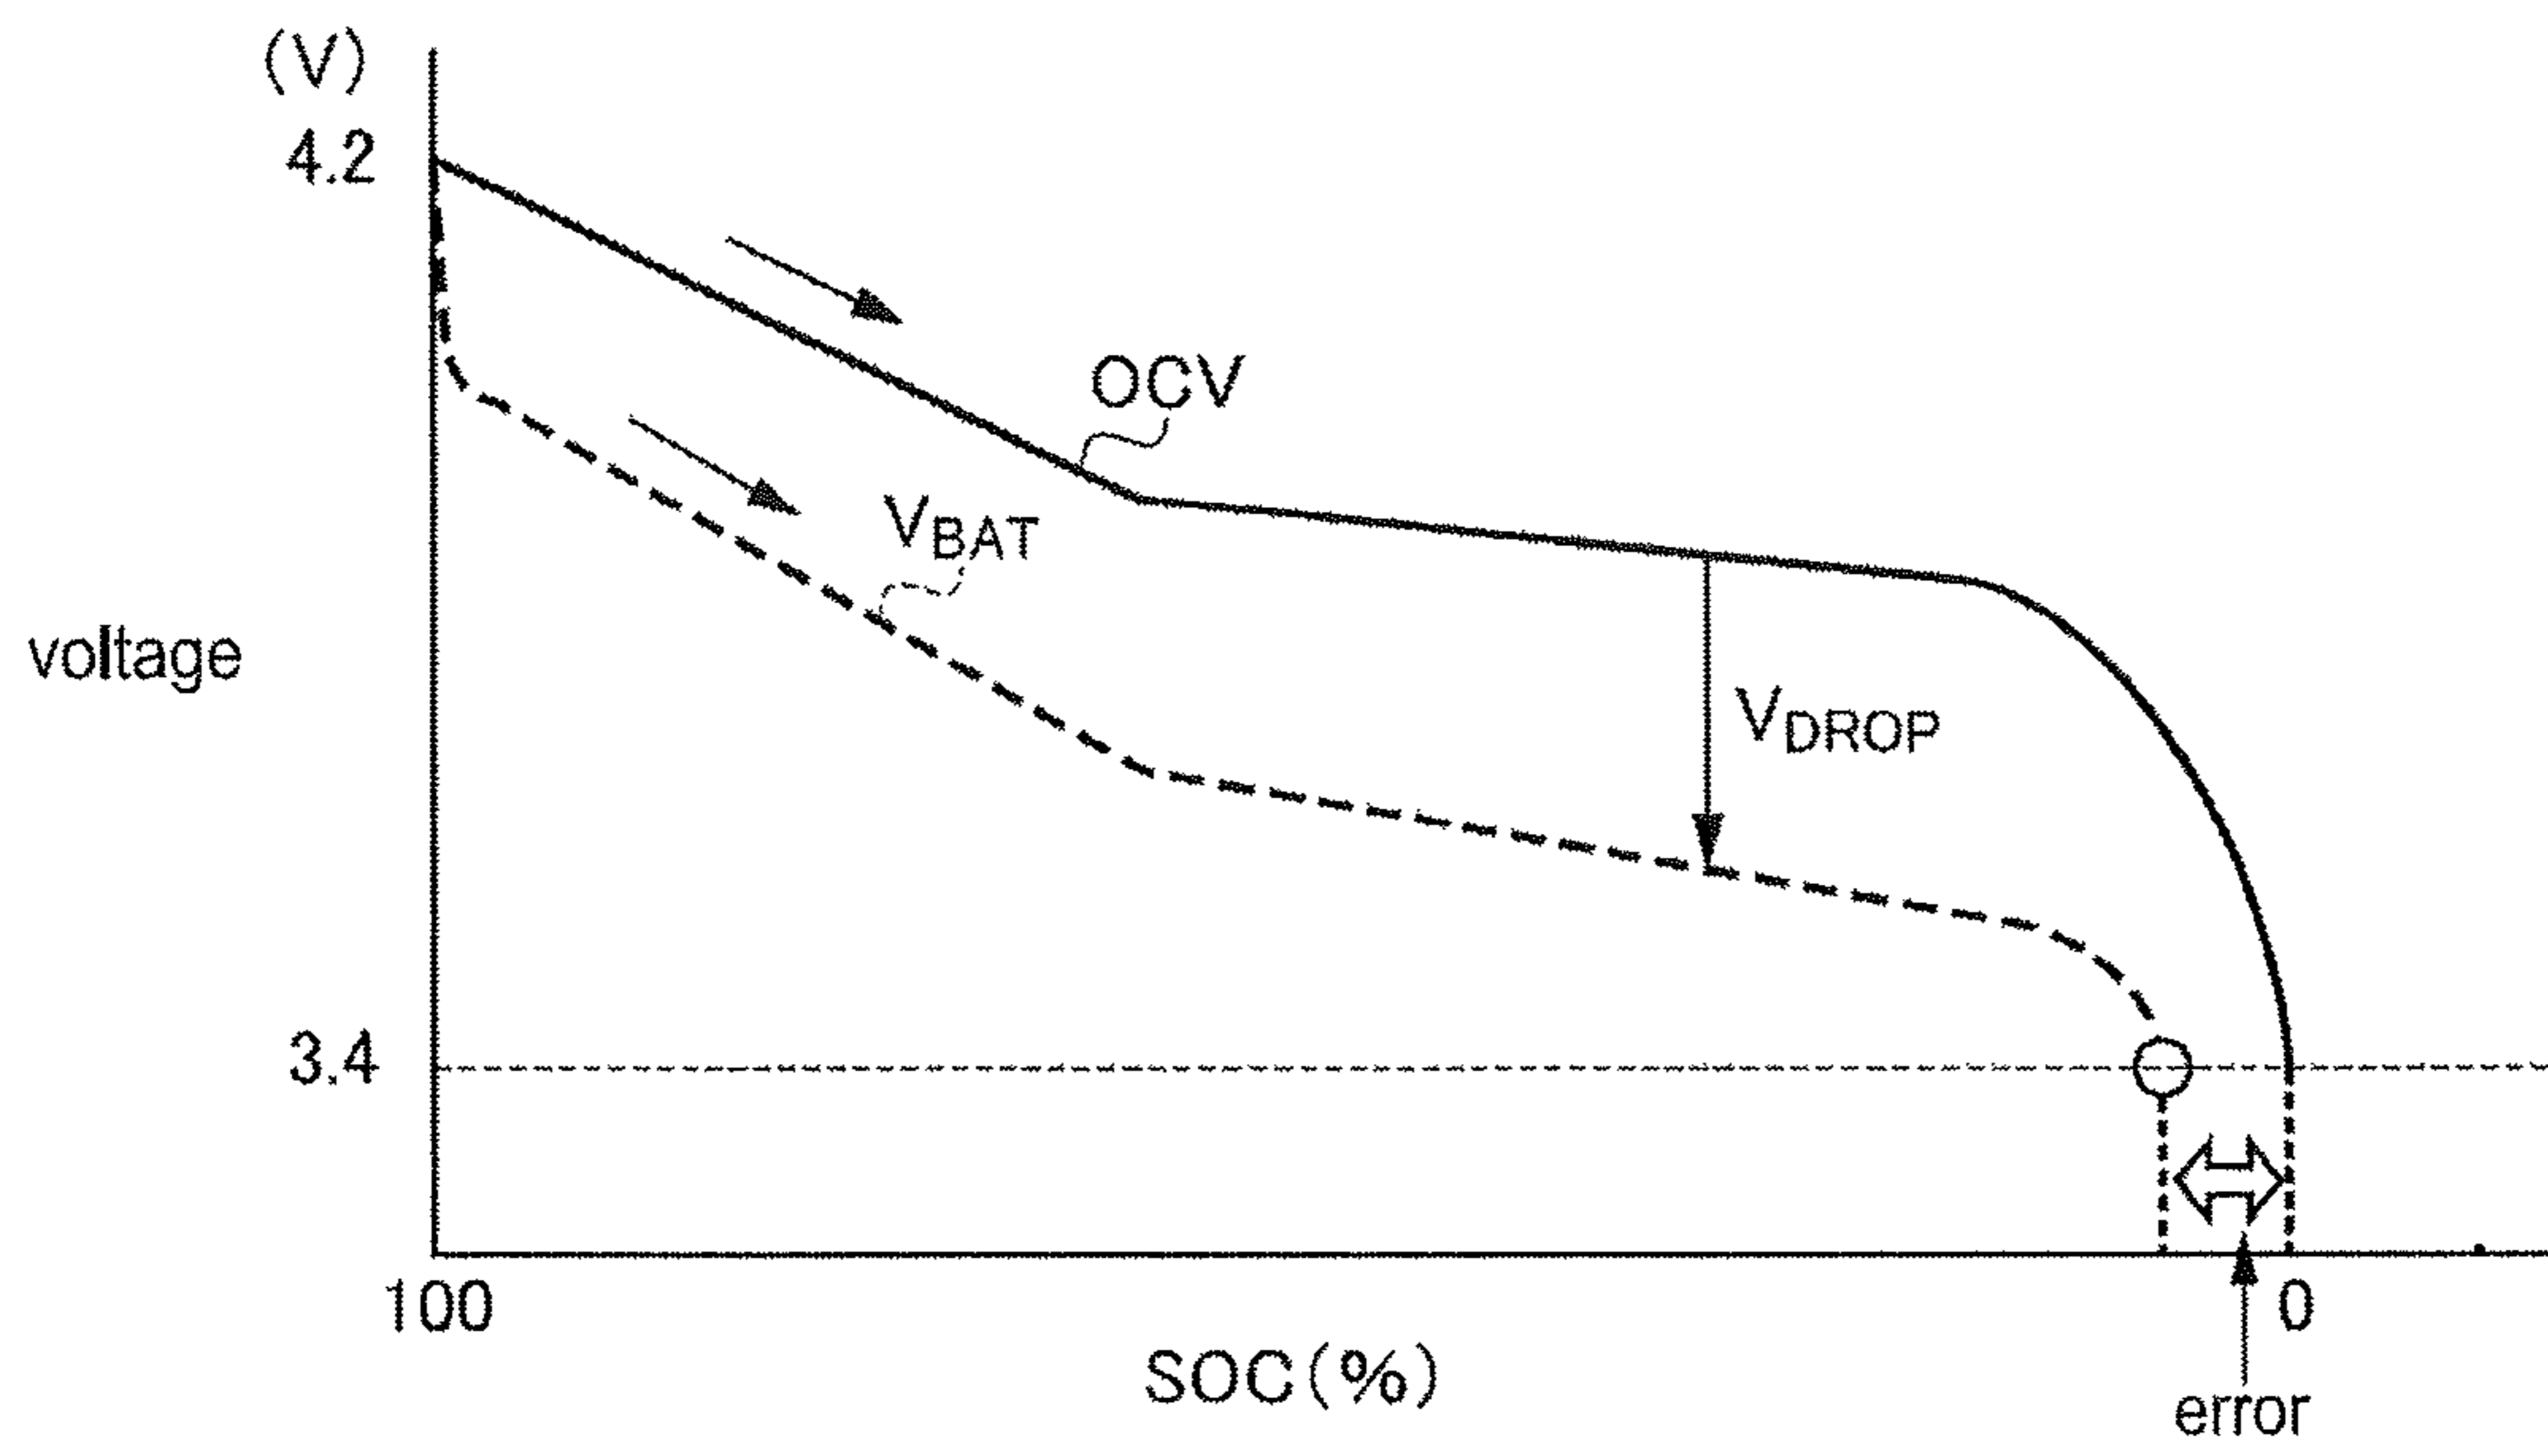 (V)
4.2
OCV
VBAT
voltage
VDROP
3.4
100
0
SOC(%)
error